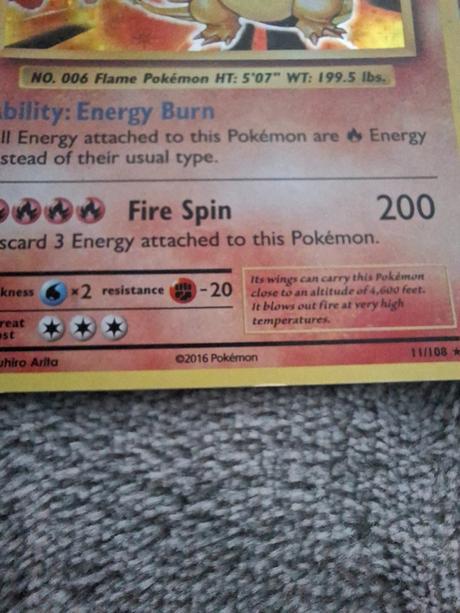 NO. 006 Flame Pokémon HT: 5'07" WT: 199.5 lbs.
bility: Energy Burn
ll Energy attached to this Pokémon are Energy
stead of their usual type.
Fire Spin 200
scard 3 Energy attached to this Pokémon.
kness ×2 resistance -20
Its wings can carry this Pokémon
close to an altitude of 4,600 feet.
It blows out fire at very high
temperatures.
reat
st
uhiro Arita ©2016 Pokémon 11/108 ★